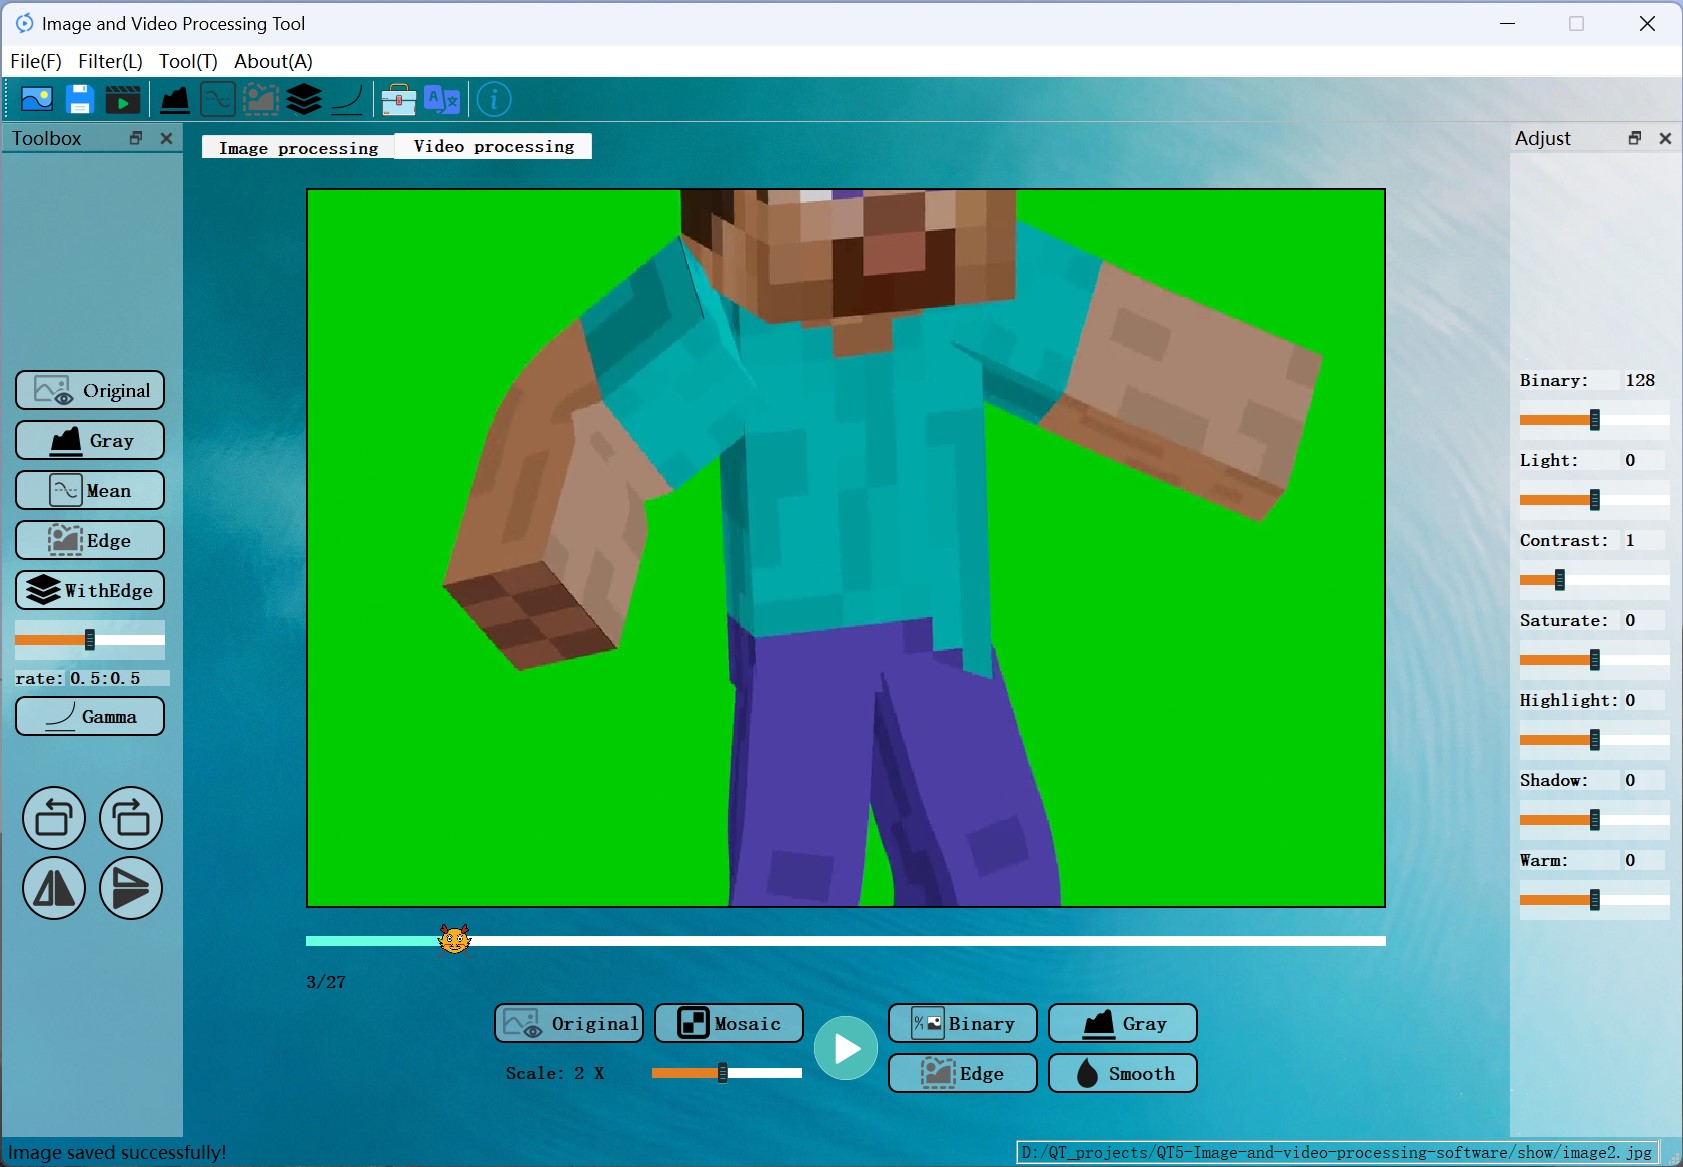 Image and Video Processing Tool
File(F) Filter(L) Tool(T) About(A)
Toolbox
Image processing Video processing
Adjust
Original
Gray
Mean
Edge
WithEdge
rate: 0.5:0.5
Gamma
Binary: 128
Light: 0
Contrast: 1
Saturate: 0
Highlight: 0
Shadow: 0
Warm: 0
3/27
Original Mosaic Binary Gray
Scale: 2 X Edge Smooth
Image saved successfully!
D:/QT_projects/QT5-Image-and-video-processing-software/show/image2.jpg